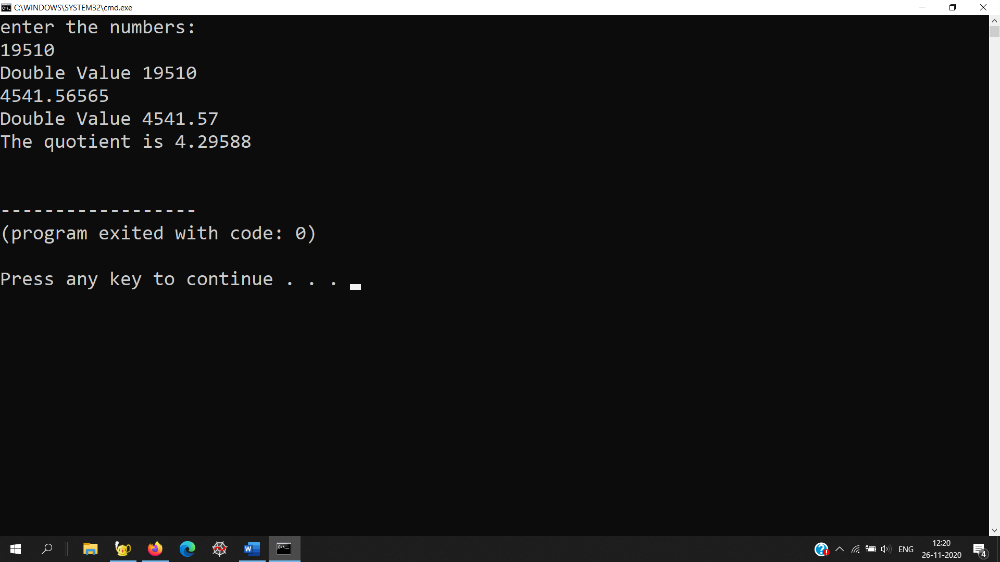 C:\WINDOWS\SYSTEM32\cmd.exe
enter the numbers:
19510
Double Value 19510
4541.56565
Double Value 4541.57
The quotient is 4.29588
------------------
(program exited with code: 0)
Press any key to continue . . .
ENG
12:20
26-11-2020
4